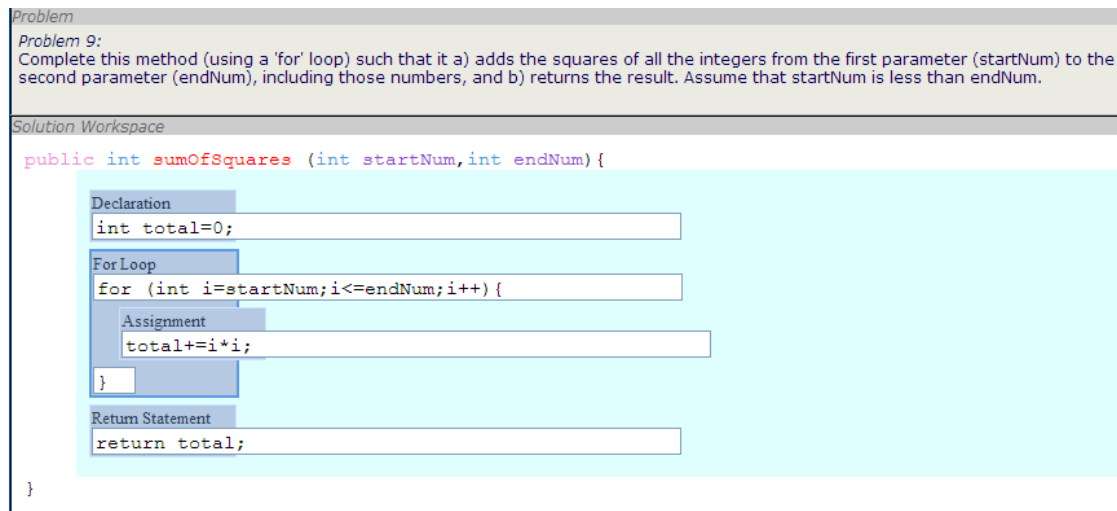 Problem
Problem 9:
Complete this method (using a 'for' loop) such that it a) adds the squares of all the integers from the first parameter (startNum) to the
second parameter (endNum), including those numbers, and b) returns the result. Assume that startNum is less than endNum.
Solution Workspace
public int sumOfSquares (int startNum,int endNum){
Declaration
int total=0;
For Loop
for (int i=startNum;i<=endNum;i++){
Assignment
total+=i*i;
}
Return Statement
return total;
}